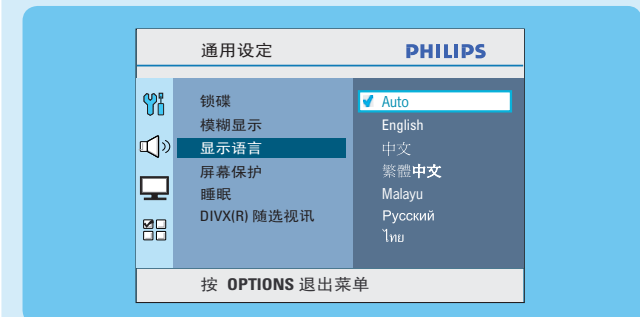 通用设定
PHILIPS
锁碟
模糊显示
显示语言
屏幕保护
睡眠
DIVX(R) 随选视讯
Auto
English
中文
繁體中文
Malayu
Русский
ไทย
按 OPTIONS 退出菜单